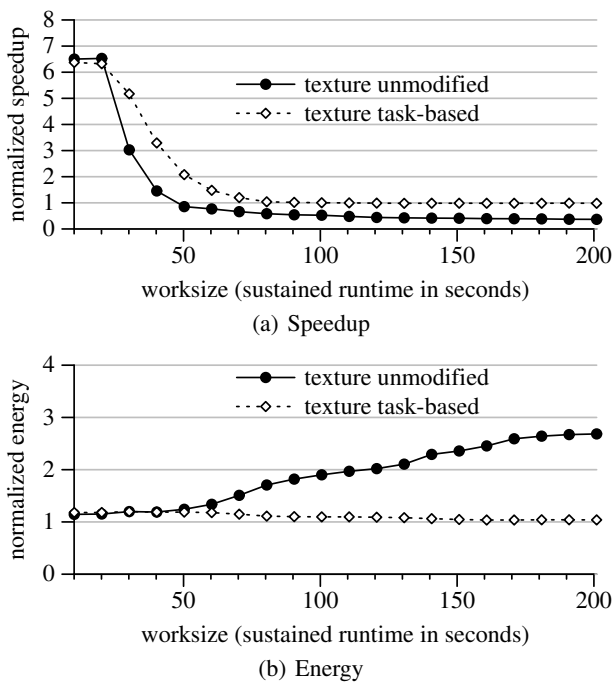 8
7
6
5
4
3
2
1
0
normalized speedup
texture unmodified
texture task-based
50 100 150 200
worksize (sustained runtime in seconds)
(a) Speedup
4
3
2
1
0
normalized energy
texture unmodified
texture task-based
50 100 150 200
worksize (sustained runtime in seconds)
(b) Energy